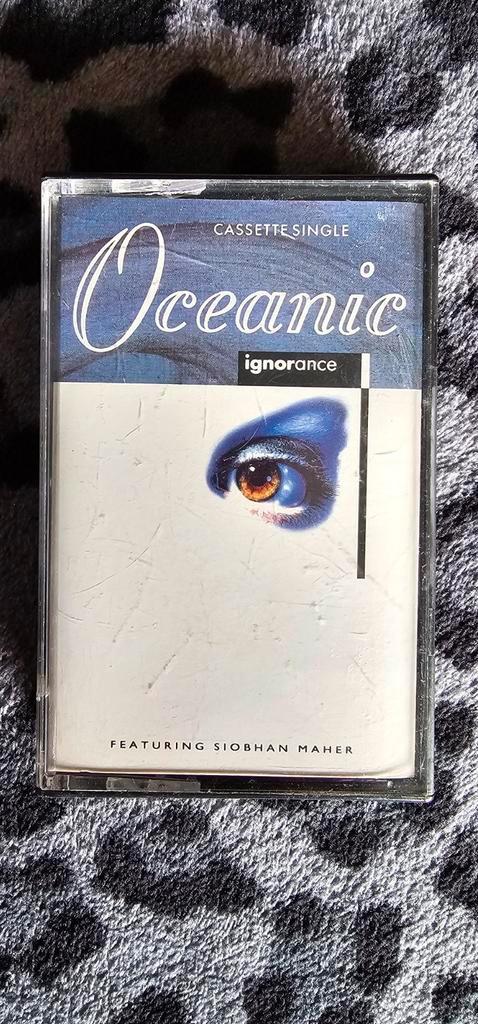 CASSETTE SINGLE
Oceanic
ignorance
FEATURING SIOBHAN MAHER